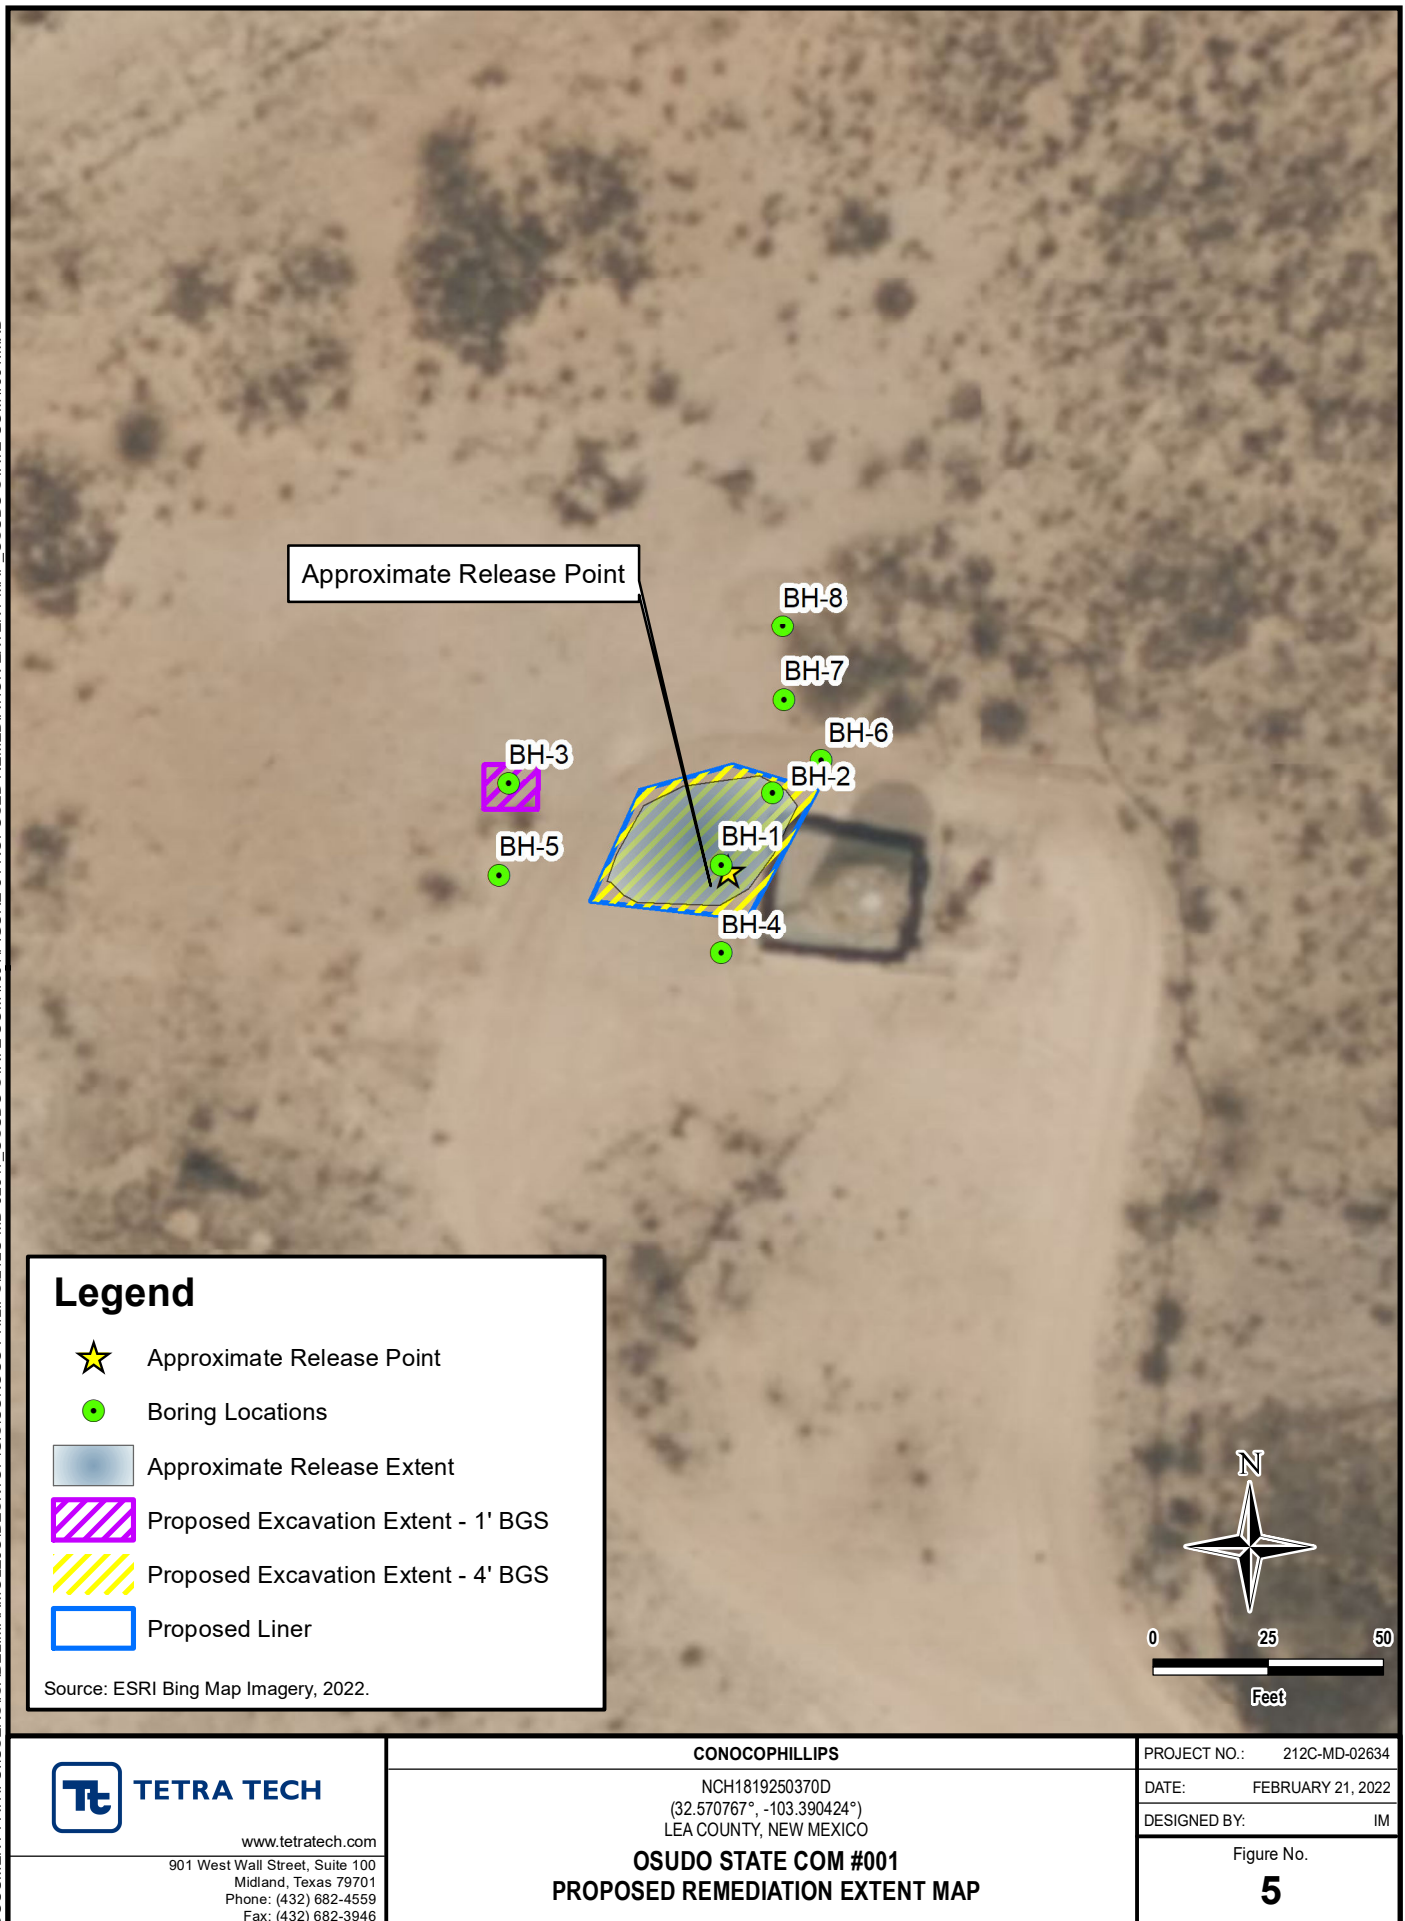 Approximate Release Point
BH-8
BH-7
BH-6
BH-3
BH-2
BH-1
BH-5
BH-4
Legend
Approximate Release Point
Boring Locations
Approximate Release Extent
Proposed Excavation Extent - 1' BGS
Proposed Excavation Extent - 4' BGS
Proposed Liner
Source: ESRI Bing Map Imagery, 2022.
N
0 25 50
Feet
Tt TETRA TECH
www.tetratech.com
901 West Wall Street, Suite 100
Midland, Texas 79701
Phone: (432) 682-4559
Fax: (432) 682-3946
CONOCOPHILLIPS
NCH1819250370D
(32.570767°, -103.390424°)
LEA COUNTY, NEW MEXICO
OSUDO STATE COM #001
PROPOSED REMEDIATION EXTENT MAP
PROJECT NO.: 212C-MD-02634
DATE: FEBRUARY 21, 2022
DESIGNED BY: IM
Figure No.
5